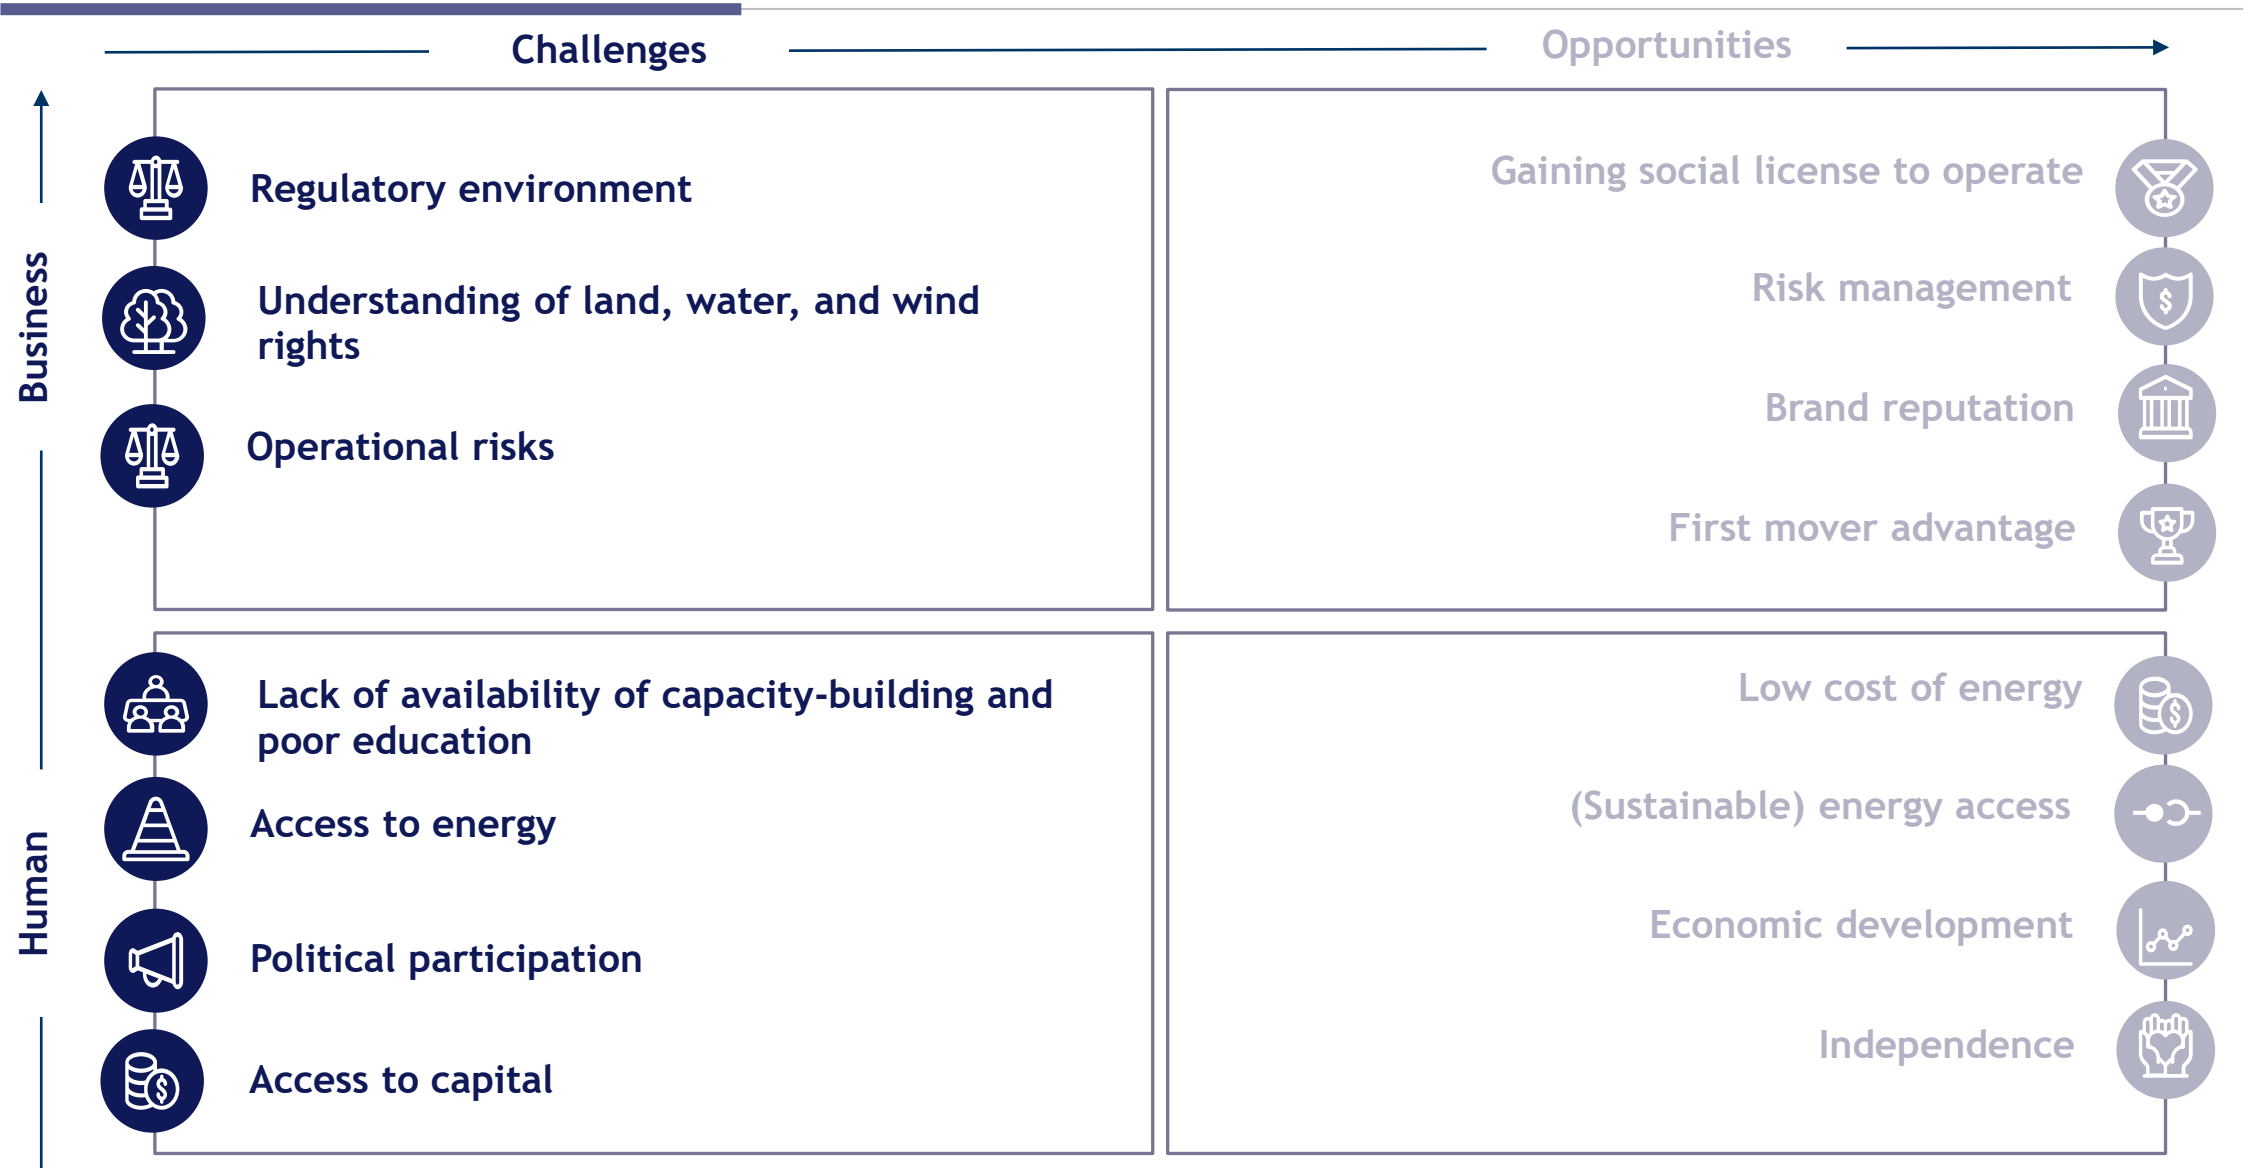 Challenges
Opportunities
Business
Regulatory environment
Understanding of land, water, and wind
rights
Operational risks
Gaining social license to operate
Risk management
Brand reputation
First mover advantage
Human
Lack of availability of capacity-building and
poor education
Access to energy
Political participation
Access to capital
Low cost of energy
(Sustainable) energy access
Economic development
Independence